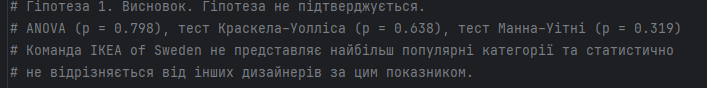 # Гіпотеза 1. Висновок. Гіпотеза не підтверджується.
# ANOVA (p = 0.798), тест Краскела-Уолліса (p = 0.638), тест Манна-Уітні (p = 0.319)
# Команда IKEA of Sweden не представляє найбільш популярні категорії та статистично
# не відрізняється від інших дизайнерів за цим показником.